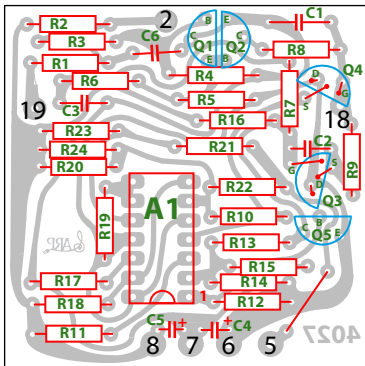 R2 2 C1
R3 C6 B E Q1 Q2 C C E B R8
R1 Q4
R6 R4 D
C3 R5 R7 S G
19 R16 18
R23
R24 R21 C2
R20 G S R9
R22 D Q3
R19 A1 R10 B
C E Q5
ARP R13
R15
R17 R14
R18 1 R12
R11 C5 + C4 + 4027
8 7 6 5